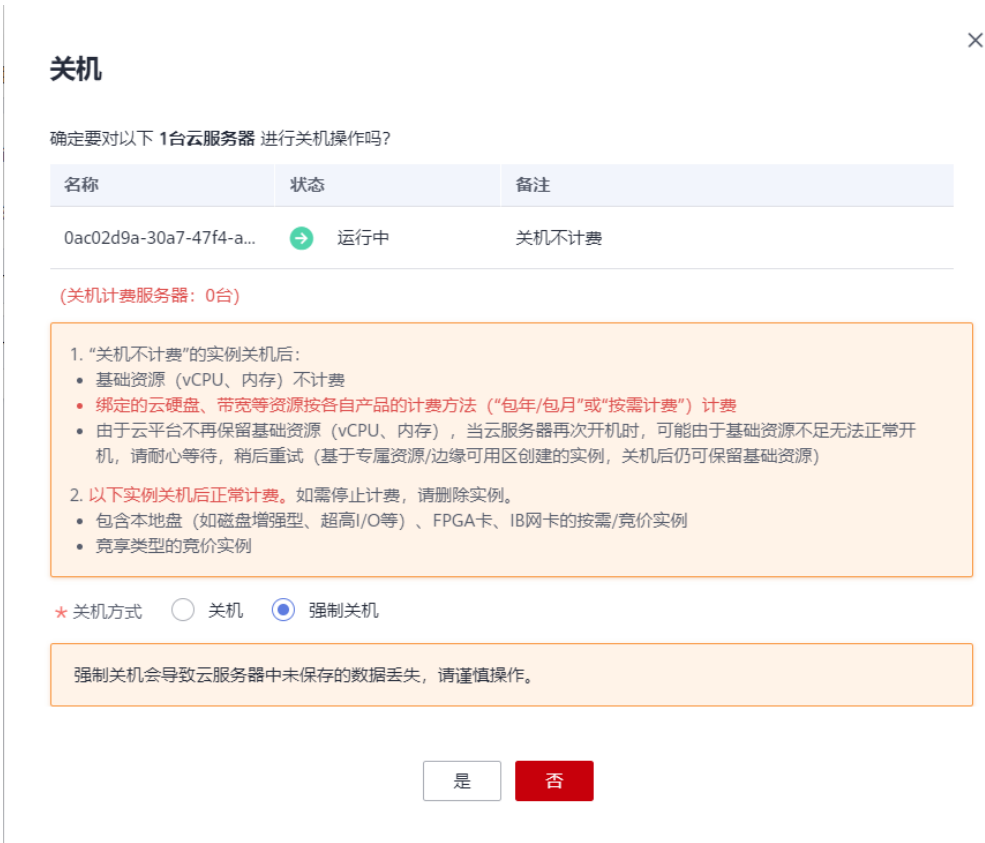 关机
确定要对以下 1台云服务器 进行关机操作吗？
名称 状态 备注
0ac02d9a-30a7-47f4-a... 运行中 关机不计费
(关机计费服务器：0台)
1. “关机不计费”的实例关机后：
• 基础资源（vCPU、内存）不计费
• 绑定的云硬盘、带宽等资源按各自产品的计费方法（“包年/包月”或“按需计费”）计费
• 由于云平台不再保留基础资源（vCPU、内存），当云服务器再次开机时，可能由于基础资源不足无法正常开
机，请耐心等待，稍后重试（基于专属资源/边缘可用区创建的实例，关机后仍可保留基础资源）
2. 以下实例关机后正常计费。如需停止计费，请删除实例。
• 包含本地盘（如磁盘增强型、超高I/O等）、FPGA卡、IB网卡的按需/竞价实例
• 竞享类型的竞价实例
★ 关机方式 关机 强制关机
强制关机会导致云服务器中未保存的数据丢失，请谨慎操作。
是 否